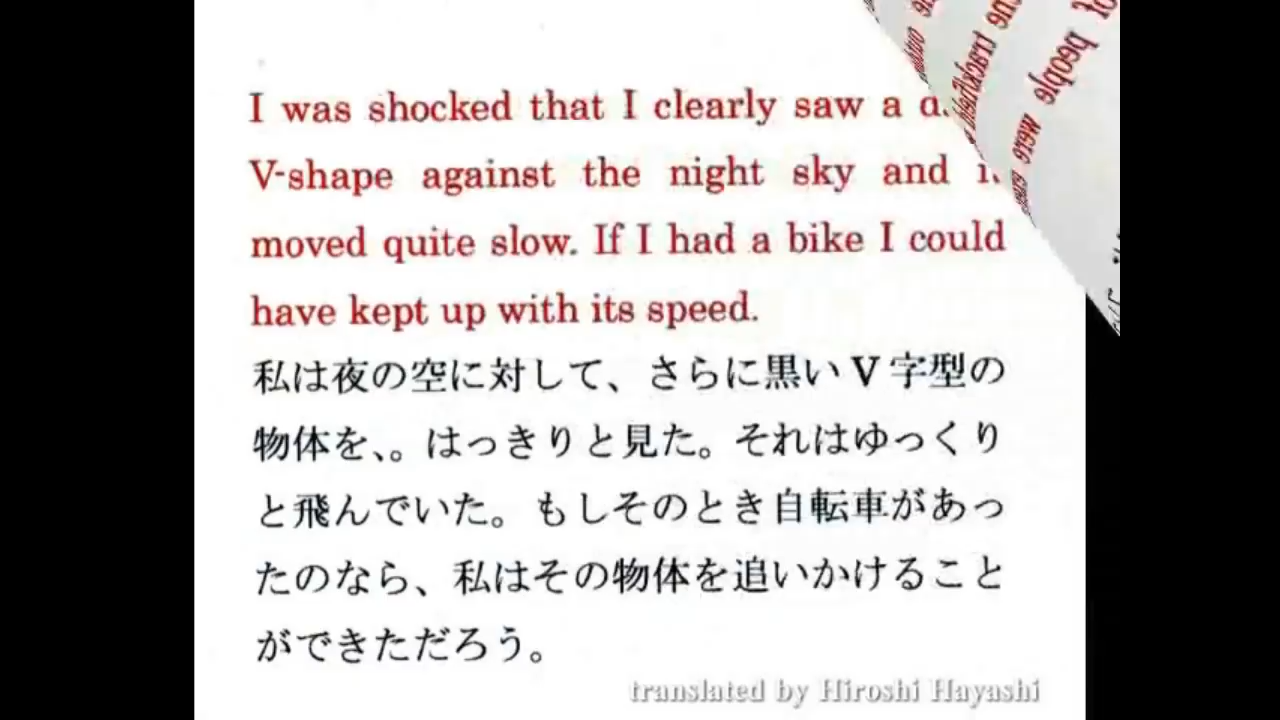 I was shocked that I clearly saw a
V-shape against the night sky and
moved quite slow. If I had a bike I could
have kept up with its speed.
私は夜の空に対して、さらに黒いV字型の
物体を、。はっきりと見た。それはゆっくり
と飛んでいた。もしそのとき自転車があっ
たのなら、私はその物体を追いかけること
ができただろう。
translated by Hiroshi Hayashi
people
were